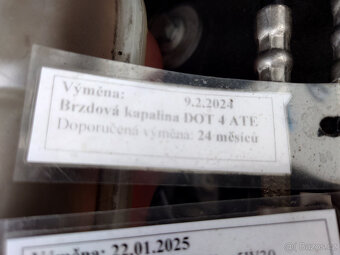 Výměna: 9.2.2024
Brzdová kapalina DOT 4 ATE
Doporučená výměna: 24 měsíců
Výměna: 22.01.2025